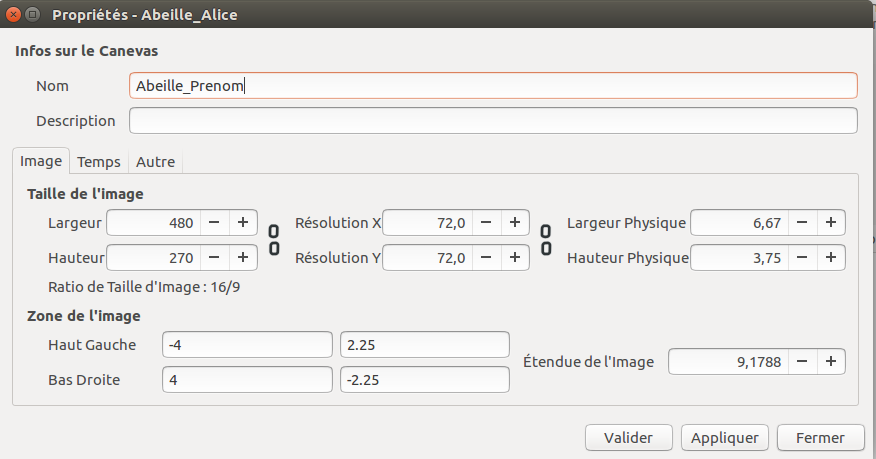 Propriétés - Abeille_Alice
Infos sur le Canevas
Nom Abeille_Prenom
Description
Image Temps Autre
Taille de l'image
Largeur 480 − + Résolution X 72,0 − + Largeur Physique 6,67 − +
Hauteur 270 − + Résolution Y 72,0 − + Hauteur Physique 3,75 − +
Ratio de Taille d'Image : 16/9
Zone de l'image
Haut Gauche -4 2.25
Étendue de l'Image 9,1788 − +
Bas Droite 4 -2.25
Valider Appliquer Fermer